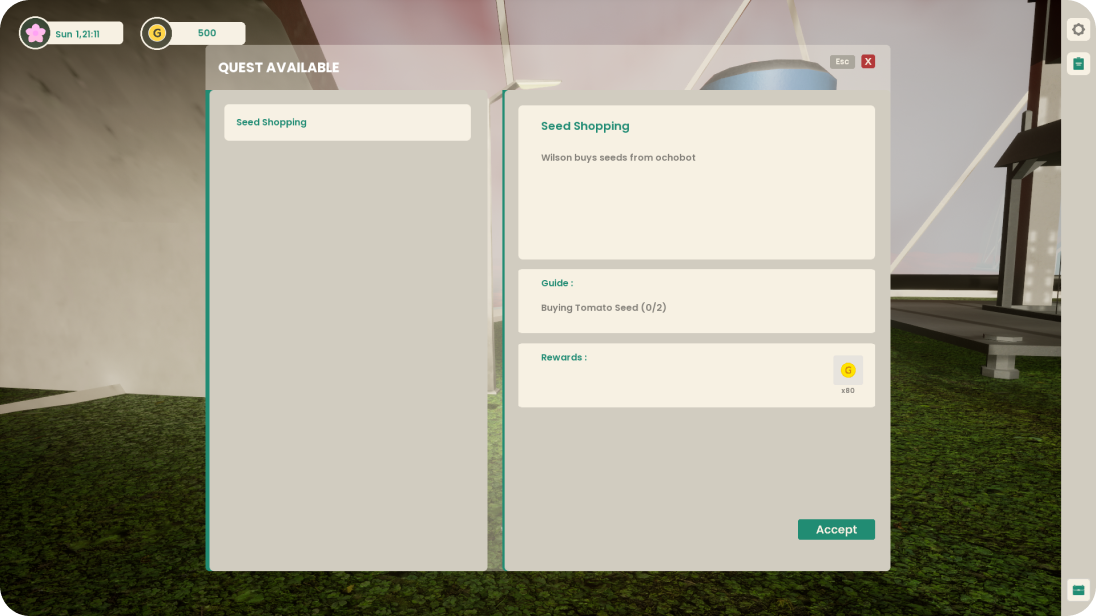 Sun 1,21:11
G
500
QUEST AVAILABLE
Esc
X
Seed Shopping
Seed Shopping
Wilson buys seeds from ochobot
Guide :
Buying Tomato Seed (0/2)
Rewards :
G
x80
Accept